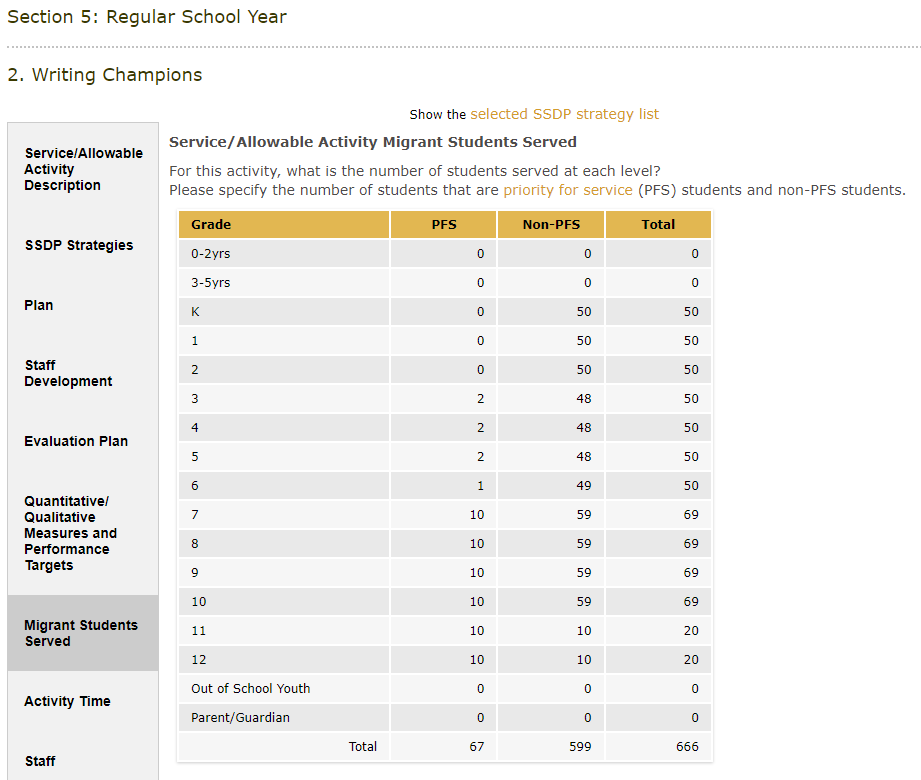 Section 5: Regular School Year
2. Writing Champions
Show the selected SSDP strategy list
Service/Allowable
Activity
Description
SSDP Strategies
Plan
Staff
Development
Evaluation Plan
Quantitative/
Qualitative
Measures and
Performance
Targets
Migrant Students
Served
Activity Time
Staff
Service/Allowable Activity Migrant Students Served
For this activity, what is the number of students served at each level?
Please specify the number of students that are priority for service (PFS) students and non-PFS students.
Grade PFS Non-PFS Total
0-2yrs 0 0 0
3-5yrs 0 0 0
K 0 50 50
1 0 50 50
2 0 50 50
3 2 48 50
4 2 48 50
5 2 48 50
6 1 49 50
7 10 59 69
8 10 59 69
9 10 59 69
10 10 59 69
11 10 10 20
12 10 10 20
Out of School Youth 0 0 0
Parent/Guardian 0 0 0
Total 67 599 666